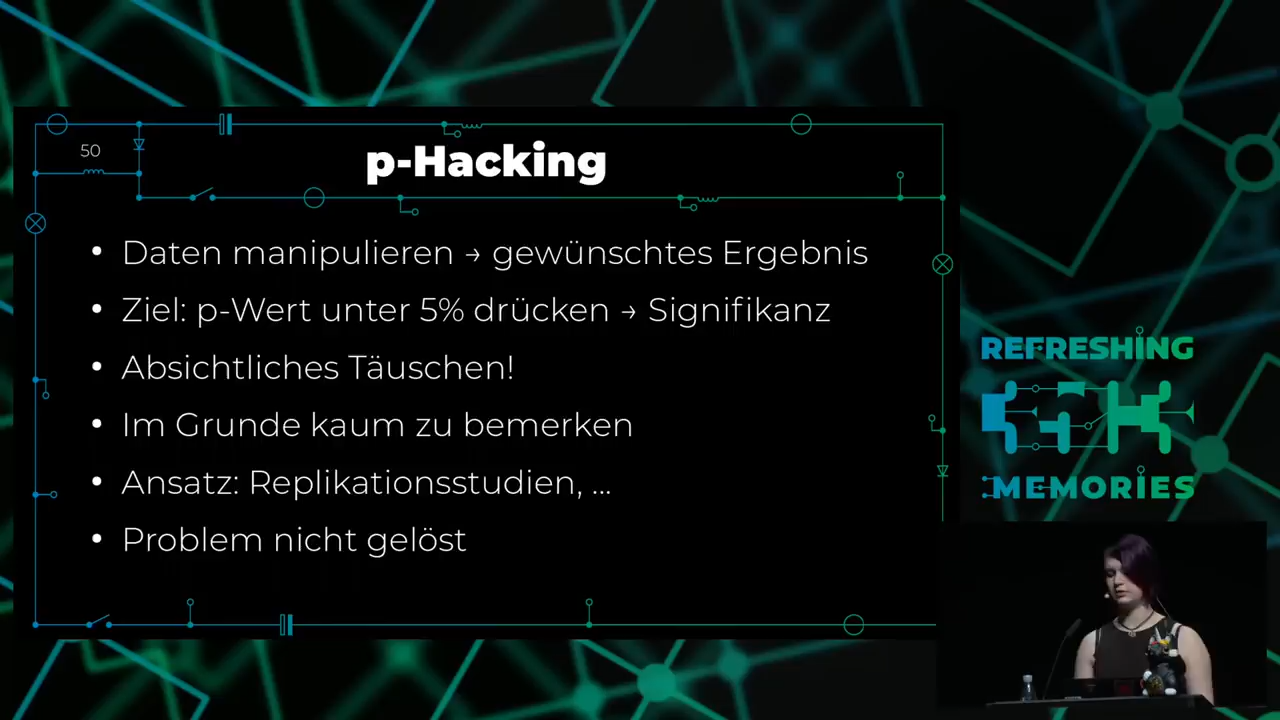 50
p-Hacking
• Daten manipulieren → gewünschtes Ergebnis
• Ziel: p-Wert unter 5% drücken → Signifikanz
• Absichtliches Täuschen!
• Im Grunde kaum zu bemerken
• Ansatz: Replikationsstudien, ...
• Problem nicht gelöst
REFRESHING
MEMORIES